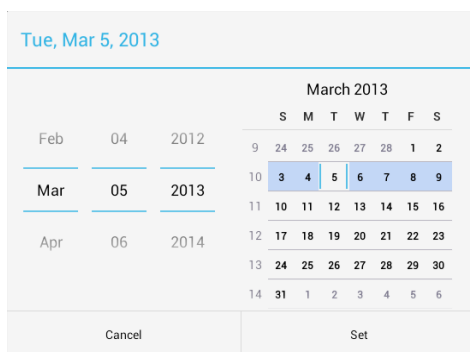 Tue, Mar 5, 2013
March 2013
S M T W T F S
Feb 04 2012
9 24 25 26 27 28 1 2
Mar 05 2013
10 3 4 5 6 7 8 9
11 10 11 12 13 14 15 16
Apr 06 2014
12 17 18 19 20 21 22 23
13 24 25 26 27 28 29 30
14 31 1 2 3 4 5 6
Cancel Set